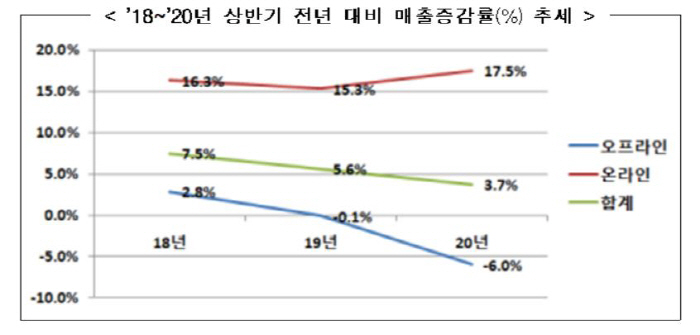 < ’18~’20년 상반기 전년 대비 매출증감률(%) 추세 >
20.0%
15.0%
10.0%
5.0%
0.0%
-5.0%
-10.0%
16.3%
15.3%
17.5%
7.5%
5.6%
3.7%
2.8%
-0.1%
-6.0%
18년
19년
20년
오프라인
온라인
합계